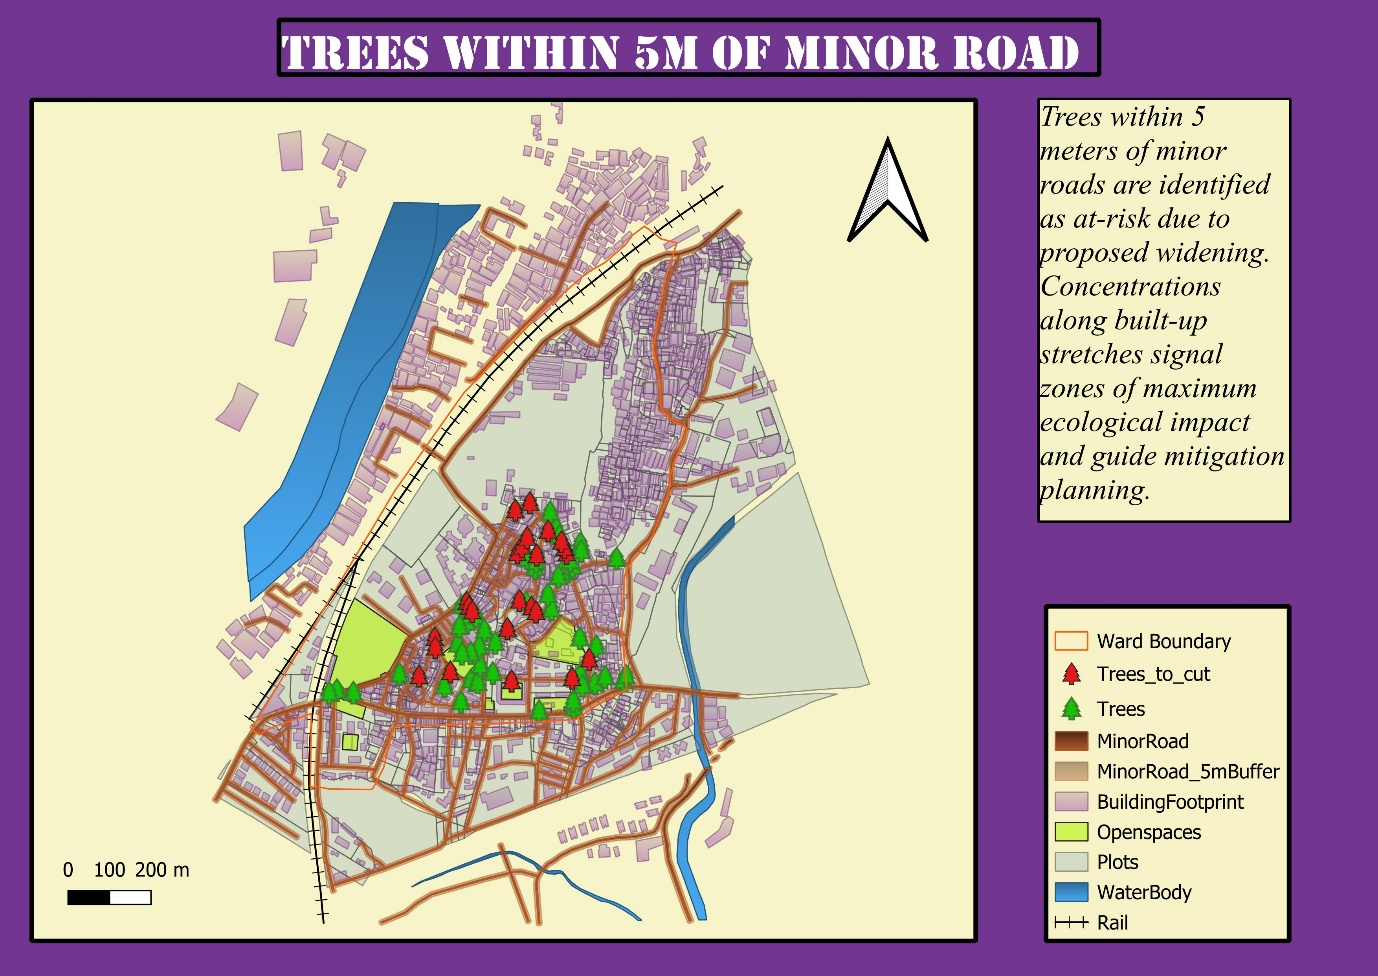 TREES WITHIN 5M OF MINOR ROAD
Trees within 5
meters of minor
roads are identified
as at-risk due to
proposed widening.
Concentrations
along built-up
stretches signal
zones of maximum
ecological impact
and guide mitigation
planning.
Ward Boundary
Trees_to_cut
Trees
MinorRoad
MinorRoad_5mBuffer
BuildingFootprint
Openspaces
Plots
WaterBody
Rail
0 100 200 m